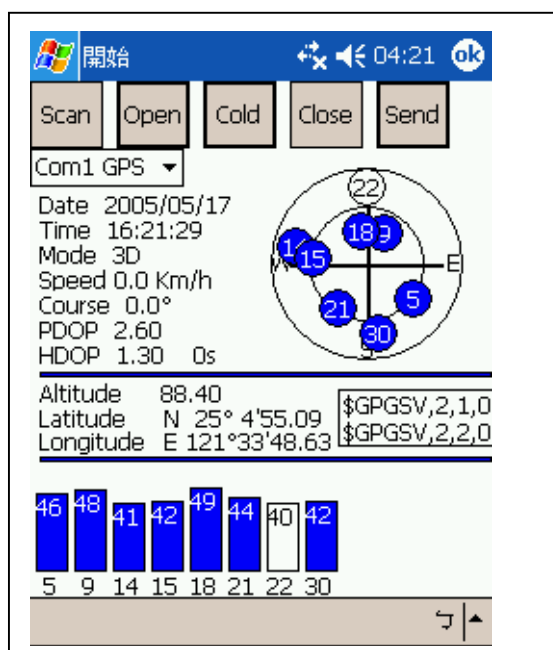 開始 04:21 ok
Scan Open Cold Close Send
Com1 GPS
Date 2005/05/17
Time 16:21:29
Mode 3D
Speed 0.0 Km/h
Course 0.0°
PDOP 2.60
HDOP 1.30 0s
22
18 9
15
E
5
21
30
Altitude 88.40
Latitude N 25° 4'55.09
Longitude E 121°33'48.63
$GPGSV,2,1,0
$GPGSV,2,2,0
46 48 41 42 49 44 40 42
5 9 14 15 18 21 22 30
ㄅ